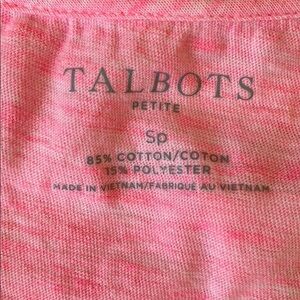 TALBOTS
PETITE
Sp
85% COTTON/COTON
15% POLYESTER
MADE IN VIETNAM/FABRIQUÉ AU VIETNAM